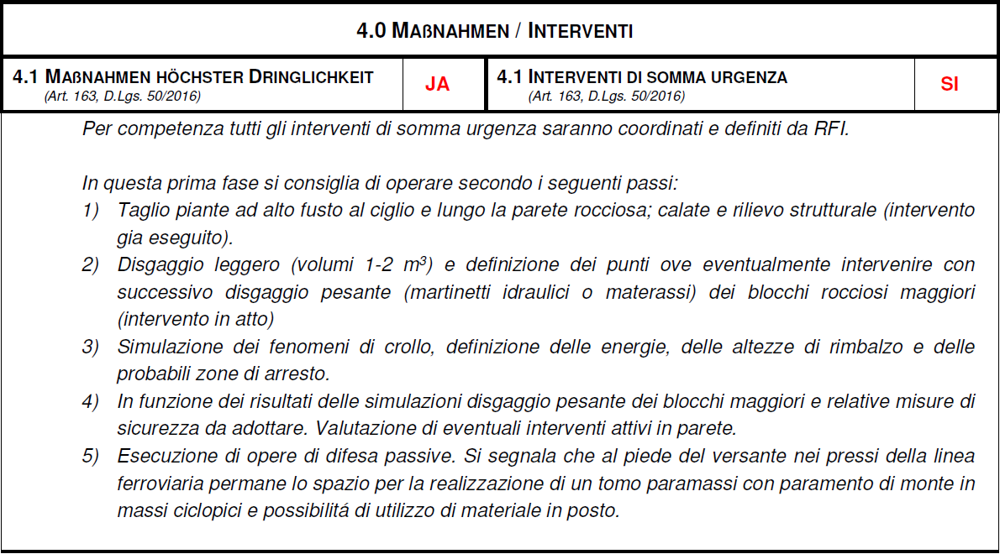 4.0 MAßNAHMEN / INTERVENTI
4.1 MAßNAHMEN HÖCHSTER DRINGLICHKEIT
(Art. 163, D.Lgs. 50/2016)
JA
4.1 INTERVENTI DI SOMMA URGENZA
(Art. 163, D.Lgs. 50/2016)
SI
Per competenza tutti gli interventi di somma urgenza saranno coordinati e definiti da RFI.
In questa prima fase si consiglia di operare secondo i seguenti passi:
1) Taglio piante ad alto fusto al ciglio e lungo la parete rocciosa; calate e rilievo strutturale (intervento
gia eseguito).
2) Disgaggio leggero (volumi 1-2 m³) e definizione dei punti ove eventualmente intervenire con
successivo disgaggio pesante (martinetti idraulici o materassi) dei blocchi rocciosi maggiori
(intervento in atto)
3) Simulazione dei fenomeni di crollo, definizione delle energie, delle altezze di rimbalzo e delle
probabili zone di arresto.
4) In funzione dei risultati delle simulazioni disgaggio pesante dei blocchi maggiori e relative misure di
sicurezza da adottare. Valutazione di eventuali interventi attivi in parete.
5) Esecuzione di opere di difesa passive. Si segnala che al piede del versante nei pressi della linea
ferroviaria permane lo spazio per la realizzazione di un tomo paramassi con paramento di monte in
massi ciclopici e possibilitá di utilizzo di materiale in posto.